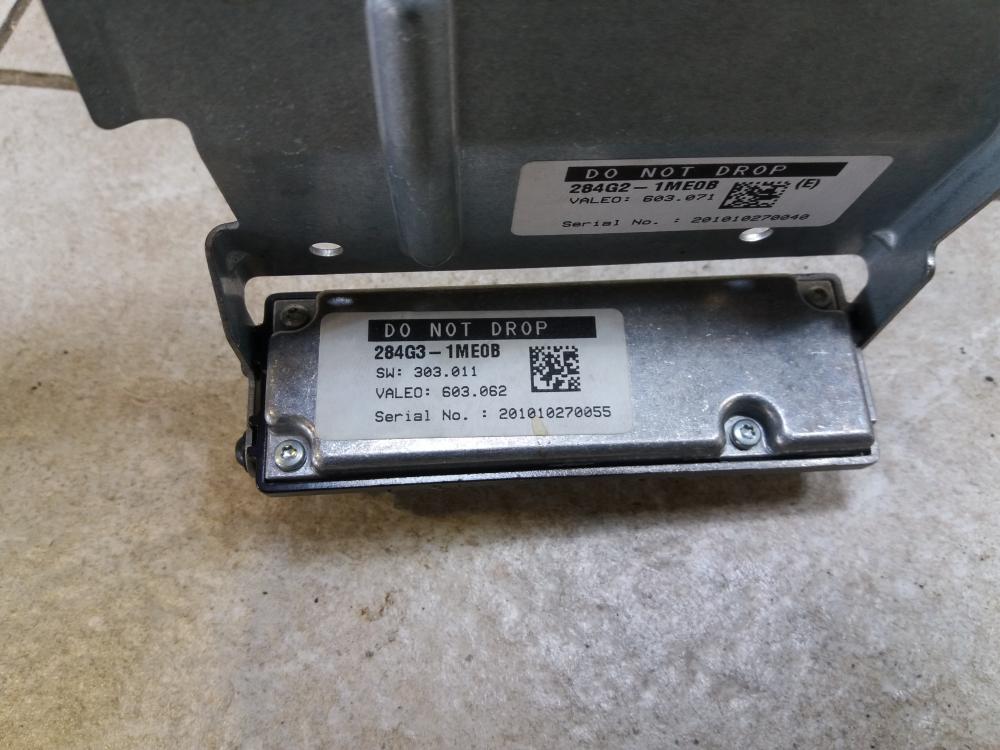 DO NOT DROP
284G2-1ME0B (E)
VALEO: 603.071
Serial No. : 201010270040
DO NOT DROP
284G3-1ME0B
SW: 303.011
VALEO: 603.062
Serial No. : 201010270055